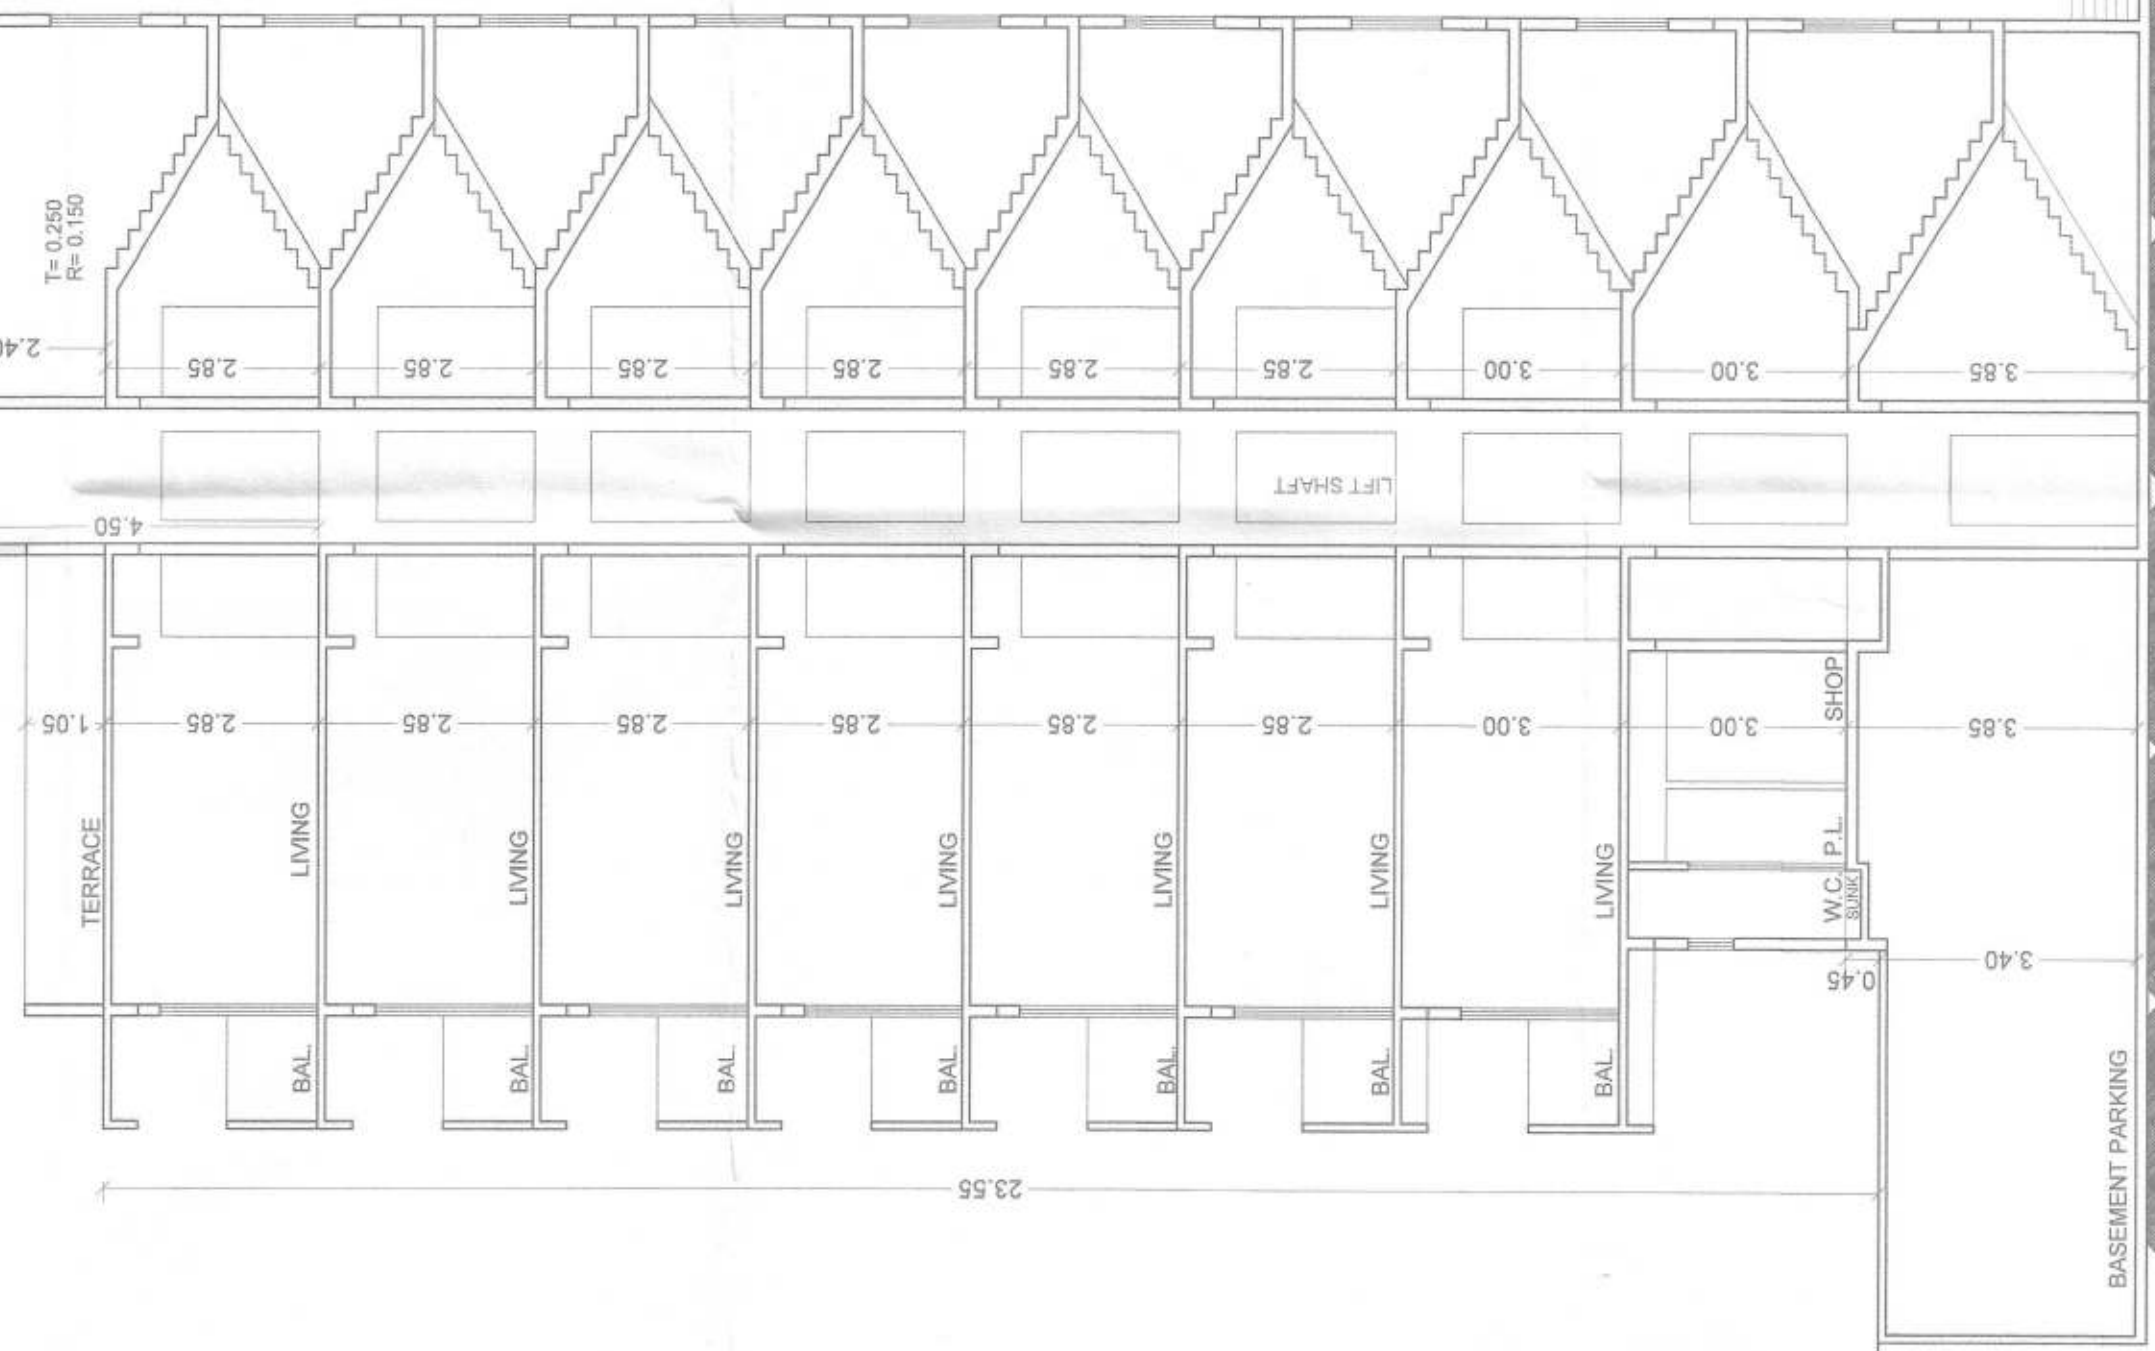 T= 0.250
R= 0.150
2.40
2.85
2.85
2.85
2.85
2.85
2.85
3.00
3.00
3.85
LIFT SHAFT
4.50
1.05
2.85
2.85
2.85
2.85
2.85
2.85
3.00
3.00
3.85
TERRACE
LIVING
LIVING
LIVING
LIVING
LIVING
LIVING
LIVING
SHOP
P.L.
W.C.
SUNK
0.45
3.40
BAL.
BAL.
BAL.
BAL.
BAL.
BAL.
BAL.
23.55
BASEMENT PARKING